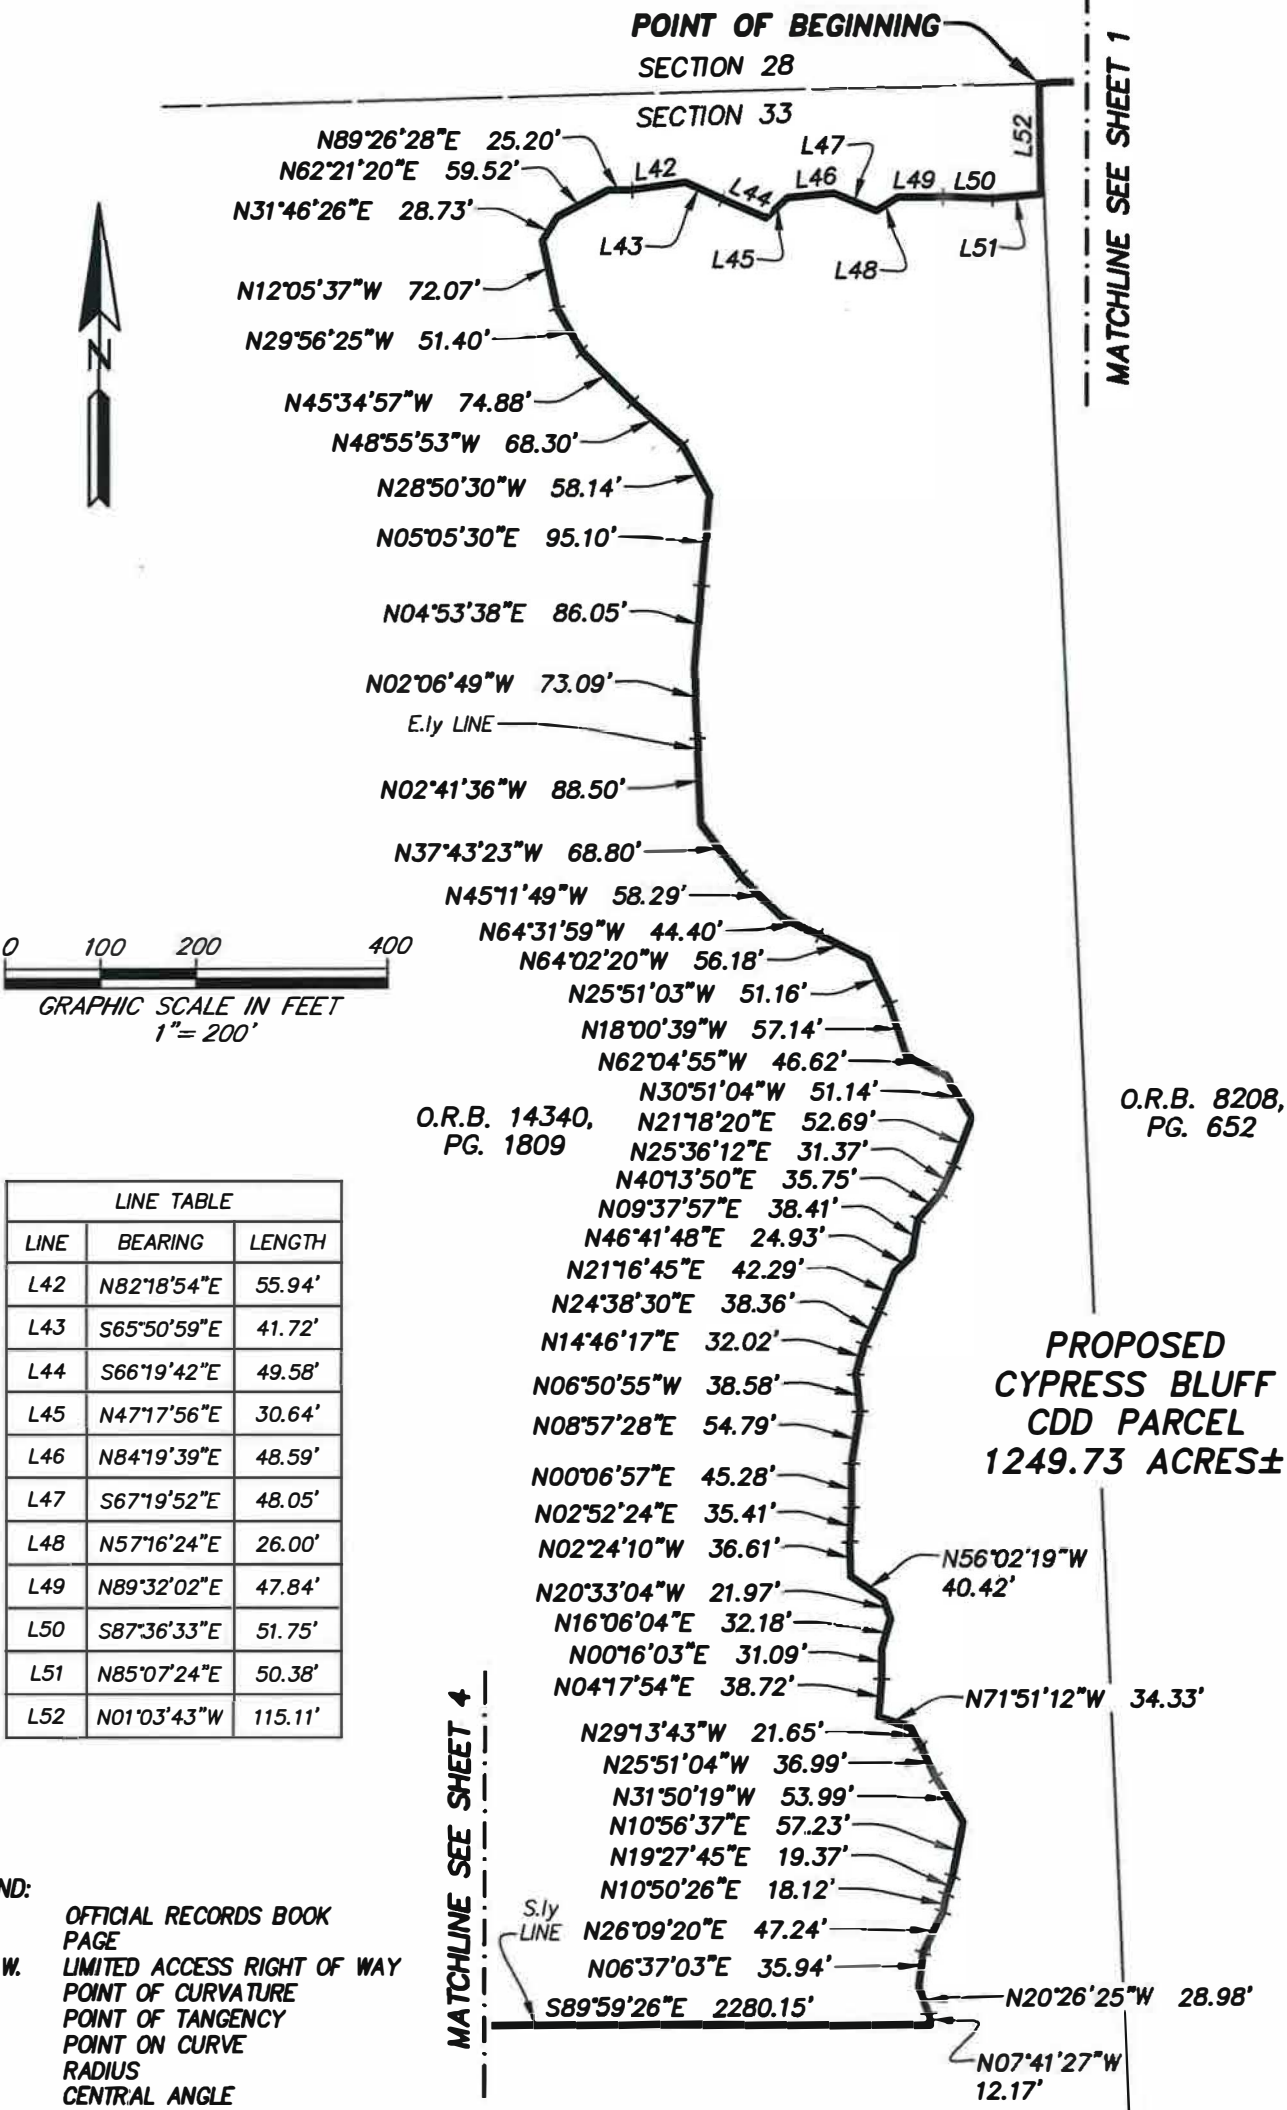 POINT OF BEGINNING
SECTION 28
SECTION 33
MATCHLINE SEE SHEET 1
L52
N89°26'28"E 25.20'
N62°21'20"E 59.52'
N31°46'26"E 28.73'
L42
L43
L44
L45
L46
L47
L48
L49
L50
L51
N
N12°05'37"W 72.07'
N29°56'25"W 51.40'
N45°34'57"W 74.88'
N48°55'53"W 68.30'
N28°50'30"W 58.14'
N05°05'30"E 95.10'
N04°53'38"E 86.05'
N02°06'49"W 73.09'
E.ly LINE
N02°41'36"W 88.50'
N37°43'23"W 68.80'
N45°11'49"W 58.29'
N64°31'59"W 44.40'
N64°02'20"W 56.18'
N25°51'03"W 51.16'
N18°00'39"W 57.14'
N62°04'55"W 46.62'
N30°51'04"W 51.14'
N21°18'20"E 52.69'
N25°36'12"E 31.37'
N40°13'50"E 35.75'
N09°37'57"E 38.41'
N46°41'48"E 24.93'
N21°16'45"E 42.29'
N24°38'30"E 38.36'
N14°46'17"E 32.02'
N06°50'55"W 38.58'
N08°57'28"E 54.79'
N00°06'57"E 45.28'
N02°52'24"E 35.41'
N02°24'10"W 36.61'
N56°02'19"W
40.42'
N20°33'04"W 21.97'
N16°06'04"E 32.18'
N00°16'03"E 31.09'
N04°17'54"E 38.72'
N71°51'12"W 34.33'
N29°13'43"W 21.65'
N25°51'04"W 36.99'
N31°50'19"W 53.99'
N10°56'37"E 57.23'
N19°27'45"E 19.37'
N10°50'26"E 18.12'
N26°09'20"E 47.24'
N06°37'03"E 35.94'
N20°26'25"W 28.98'
N07°41'27"W
12.17'
S.ly
LINE
S89°59'26"E 2280.15'
MATCHLINE SEE SHEET 4
0 100 200 400
GRAPHIC SCALE IN FEET
1"= 200'
O.R.B. 14340,
PG. 1809
O.R.B. 8208,
PG. 652
PROPOSED
CYPRESS BLUFF
CDD PARCEL
1249.73 ACRES±
LINE TABLE
LINE BEARING LENGTH
L42 N82°18'54"E 55.94'
L43 S65°50'59"E 41.72'
L44 S66°19'42"E 49.58'
L45 N47°17'56"E 30.64'
L46 N84°19'39"E 48.59'
L47 S67°19'52"E 48.05'
L48 N57°16'24"E 26.00'
L49 N89°32'02"E 47.84'
L50 S87°36'33"E 51.75'
L51 N85°07'24"E 50.38'
L52 N01°03'43"W 115.11'
ND:
OFFICIAL RECORDS BOOK
PAGE
W. LIMITED ACCESS RIGHT OF WAY
POINT OF CURVATURE
POINT OF TANGENCY
POINT ON CURVE
RADIUS
CENTRAL ANGLE